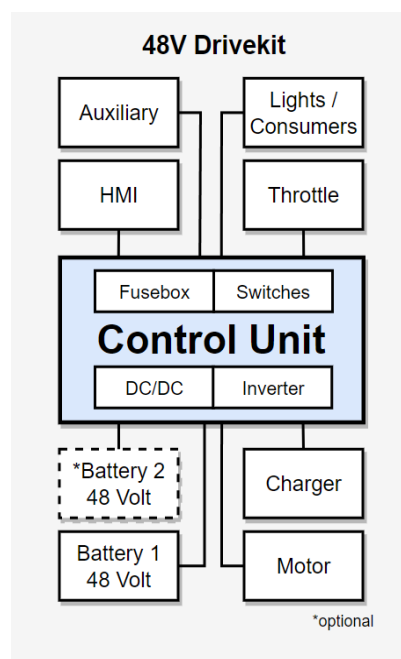 48V Drivekit
Auxiliary
Lights /
Consumers
HMI
Throttle
Fusebox
Switches
Control Unit
DC/DC
Inverter
*Battery 2
48 Volt
Charger
Battery 1
48 Volt
Motor
*optional